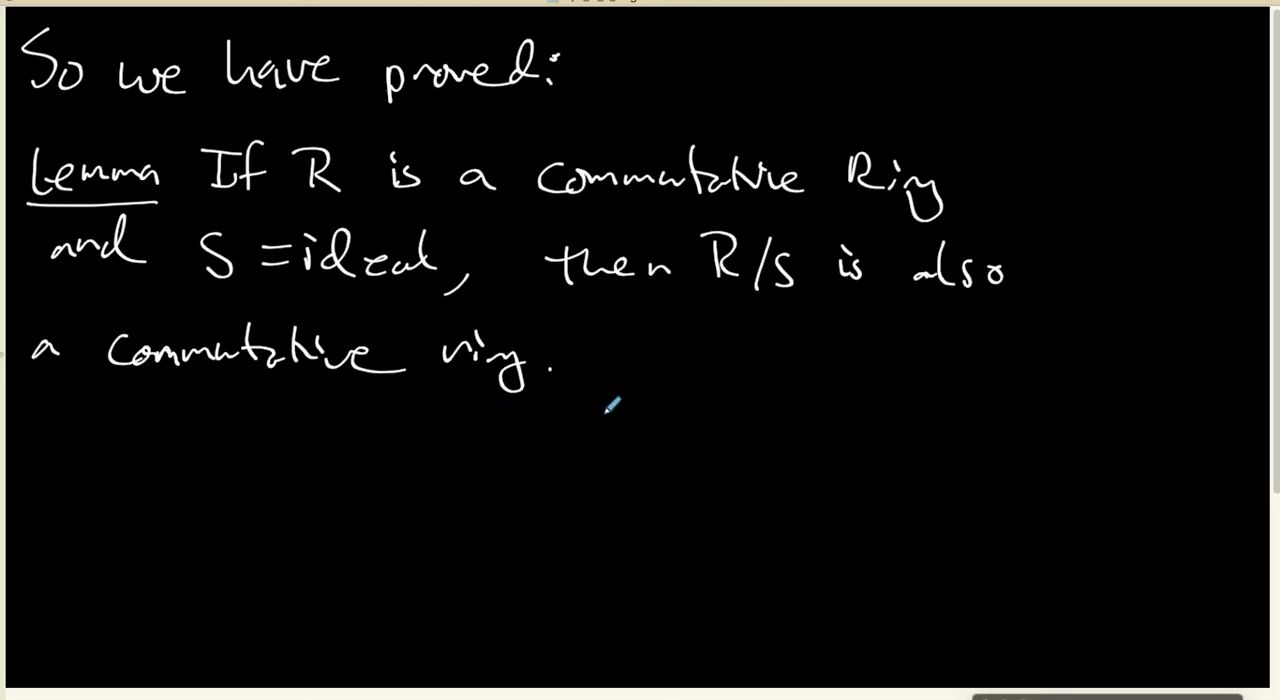 So we have proved:
Lemma If R is a commutative Ring
and S = ideal, then R/S is also
a commutative ring.